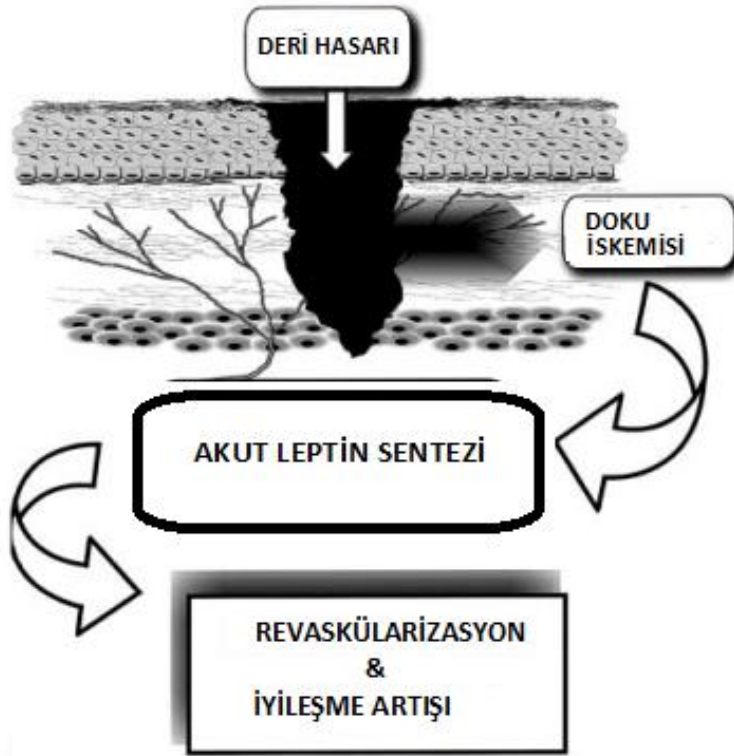 DERİ HASARI
DOKU
İSKEMİSİ
AKUT LEPTİN SENTEZİ
REVASKÜLARİZASYON
&
İYİLEŞME ARTIŞI